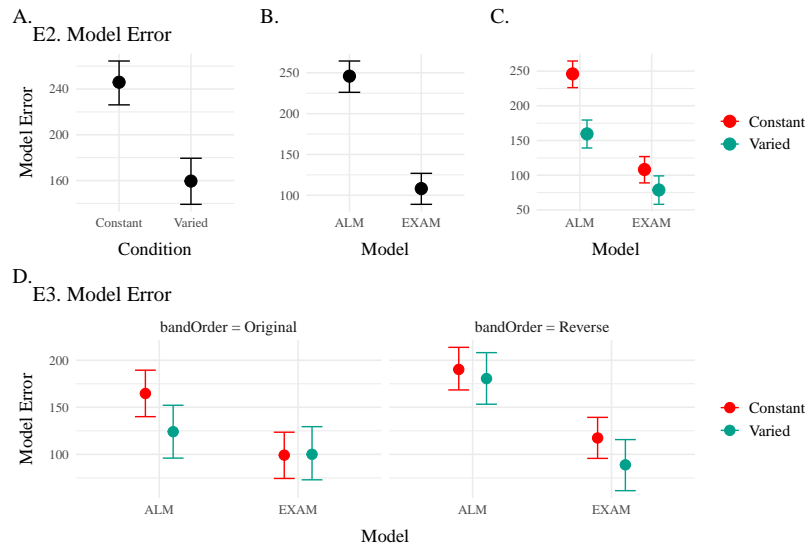 A.
B.
C.
E2. Model Error
Model Error
240
200
160
Constant
Varied
Condition
250
200
150
100
ALM
EXAM
Model
250
200
150
100
50
ALM
EXAM
Model
Constant
Varied
D.
E3. Model Error
bandOrder = Original
bandOrder = Reverse
Model Error
200
150
100
ALM
EXAM
ALM
EXAM
Model
Constant
Varied